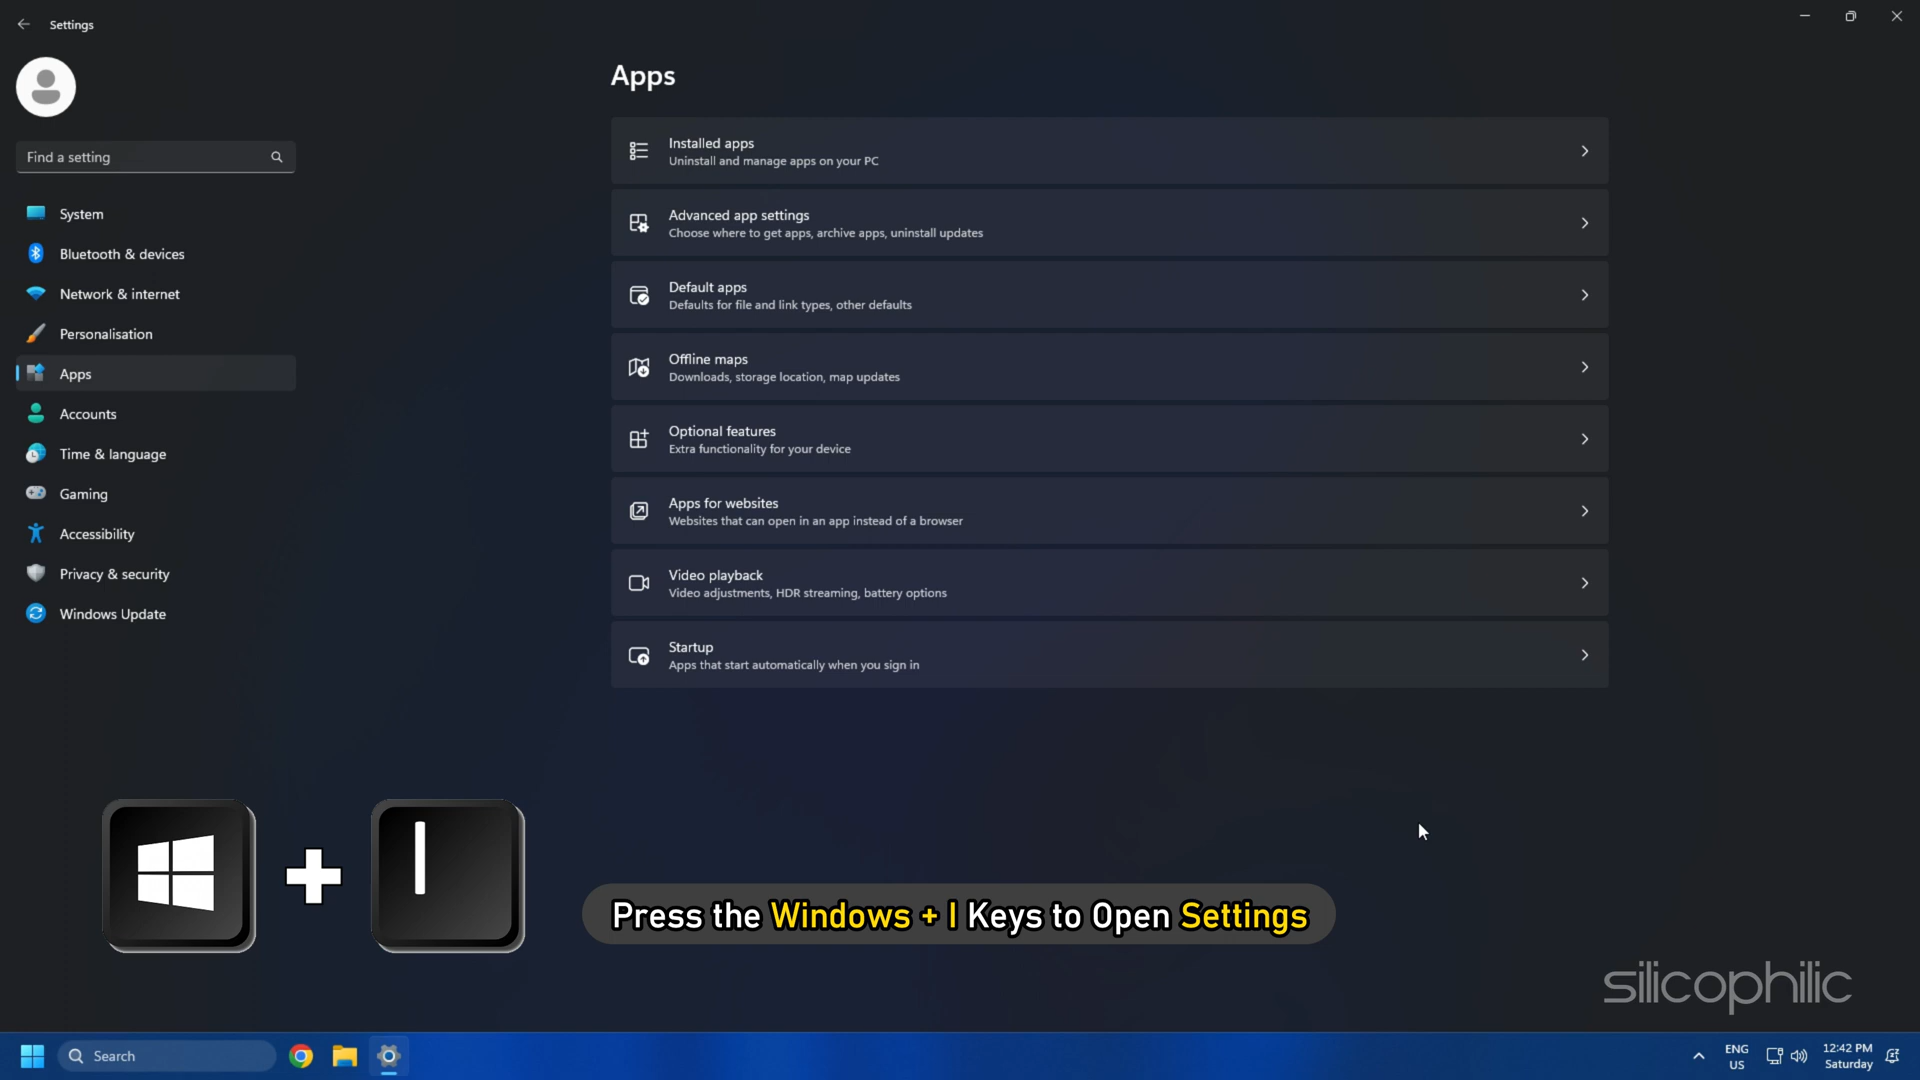 Settings
Find a setting
System
Bluetooth & devices
Network & internet
Personalisation
Apps
Accounts
Time & language
Gaming
Accessibility
Privacy & security
Windows Update
Apps
Installed apps
Uninstall and manage apps on your PC
Advanced app settings
Choose where to get apps, archive apps, uninstall updates
Default apps
Defaults for file and link types, other defaults
Offline maps
Downloads, storage location, map updates
Optional features
Extra functionality for your device
Apps for websites
Websites that can open in an app instead of a browser
Video playback
Video adjustments, HDR streaming, battery options
Startup
Apps that start automatically when you sign in
+ I
Press the Windows + I Keys to Open Settings
silicophilic
Search
ENG
US
12:42 PM
Saturday